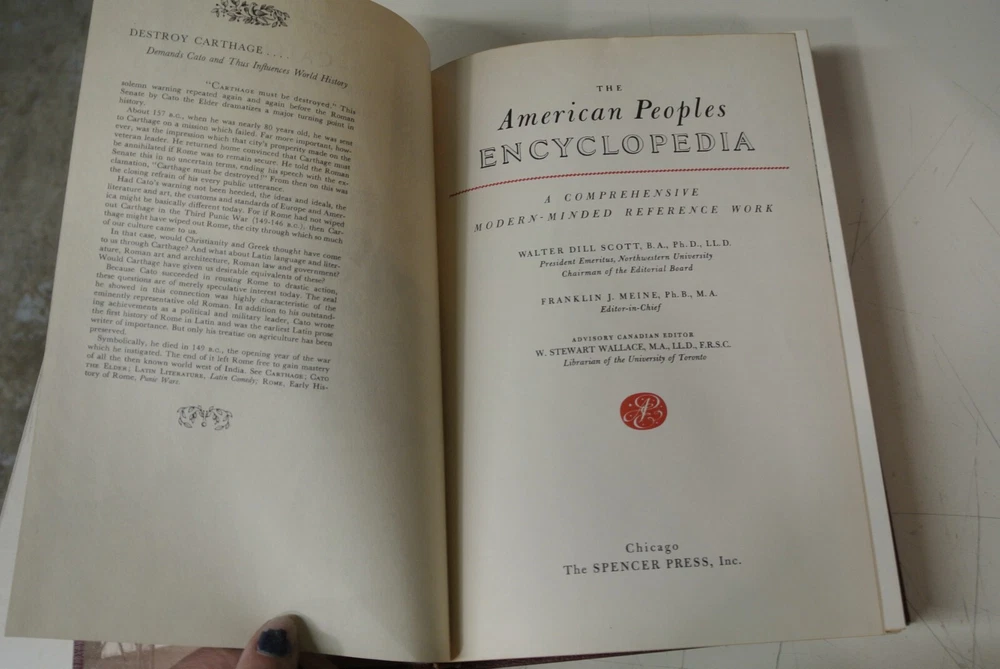 DESTROY CARTHAGE....
Demands Cato and Thus Influences World History
"CARTHAGE must be destroyed." This
solemn warning repeated again and again before the Roman
Senate by Cato the Elder dramatizes a major turning point in
history.
About 157 B.C., when he was nearly 80 years old, he was sent
to Carthage on a mission which failed. Far more important, how-
ever, was the impression which that city's prosperity made on the
veteran leader. He returned home convinced that Carthage must
be annihilated if Rome was to remain secure. He told the Roman
Senate this in no uncertain terms, ending his speech with the ex-
clamation, "Carthage must be destroyed!" From then on this was
the closing refrain of his every public utterance.
Had Cato's warning not been heeded, the ideas and ideals, the
literature and art, the customs and standards of Europe and Amer-
ica might be basically different today. For if Rome had not wiped
out Carthage in the Third Punic War (149-146 B.C.), then Car-
thage might have wiped out Rome, the city through which so much
of our culture came to us.
In that case, would Christianity and Greek thought have come
to us through Carthage? And what about Latin language and liter-
ature, Roman art and architecture, Roman law and government?
Would Carthage have given us desirable equivalents of these?
Because Cato succeeded in rousing Rome to drastic action,
these questions are of merely speculative interest today. The zeal
he showed in this connection was highly characteristic of the
eminently representative old Roman. In addition to his outstand-
ing achievements as a political and military leader, Cato wrote
the first history of Rome in Latin and was the earliest Latin prose
writer of importance. But only his treatise on agriculture has been
preserved.
Symbolically, he died in 149 B.C., the opening year of the war
which he instigated. The end of it left Rome free to gain mastery
of all the then known world west of India. See CARTHAGE; CATO
THE ELDER; LATIN LITERATURE, Latin Comedy; ROME, Early His-
tory of Rome, Punic Wars.
THE
American Peoples
ENCYCLOPEDIA
A COMPREHENSIVE
MODERN-MINDED REFERENCE WORK
WALTER DILL SCOTT, B.A., Ph.D., LL.D.
President Emeritus, Northwestern University
Chairman of the Editorial Board
FRANKLIN J. MEINE, Ph.B., M.A.
Editor-in-Chief
ADVISORY CANADIAN EDITOR
W. STEWART WALLACE, M.A., LL.D., F.R.S.C.
Librarian of the University of Toronto
Chicago
The SPENCER PRESS, Inc.